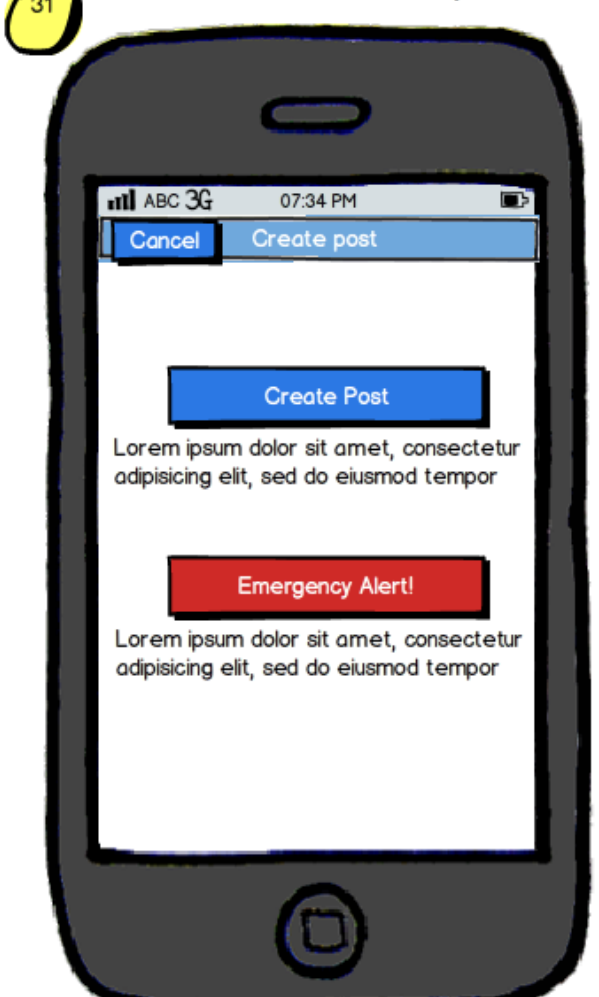 31
ABC 3G 07:34 PM
Cancel Create post
Create Post
Lorem ipsum dolor sit amet, consectetur
adipisicing elit, sed do eiusmod tempor
Emergency Alert!
Lorem ipsum dolor sit amet, consectetur
adipisicing elit, sed do eiusmod tempor